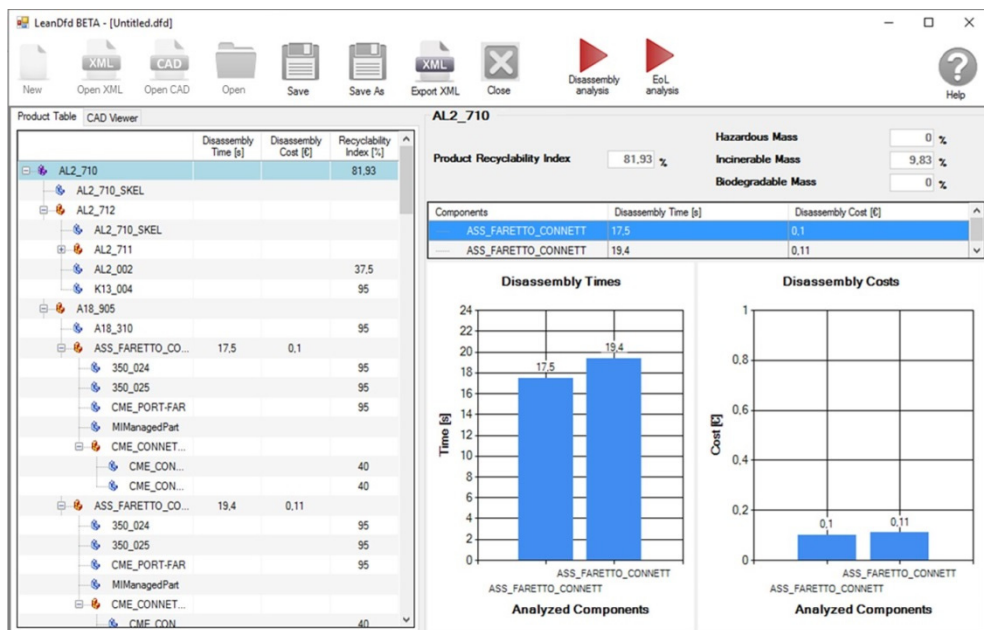 LeanDfd BETA - [Untitled.dfd]
XML CAD XML
New Open XML Open CAD Open Save Save As Export XML Close Disassembly analysis EoL analysis Help
Product Table CAD Viewer
Disassembly Time [s] Disassembly Cost [€] Recyclability Index [%]
AL2_710 81,93
AL2_710_SKEL
AL2_712
AL2_710_SKEL
AL2_711
AL2_002 37,5
K13_004 95
A18_905
A18_310 95
ASS_FARETTO_CO... 17,5 0,1
350_024 95
350_025 95
CME_PORT-FAR 95
MIManagedPart
CME_CONNET...
CME_CON... 40
CME_CON... 40
ASS_FARETTO_CO... 19,4 0,11
350_024 95
350_025 95
CME_PORT-FAR 95
MIManagedPart
CME_CONNET...
CME_CON... 40
AL2_710
Product Recyclability Index 81,93 %
Hazardous Mass 0 %
Incinerable Mass 9,83 %
Biodegradable Mass 0 %
Components Disassembly Time [s] Disassembly Cost [€]
ASS_FARETTO_CONNETT 17,5 0,1
ASS_FARETTO_CONNETT 19,4 0,11
Disassembly Times
Time [s]
24
22
20
18
16
14
12
10
8
6
4
2
0
17,5
19,4
ASS_FARETTO_CONNETT
ASS_FARETTO_CONNETT
Analyzed Components
Disassembly Costs
Cost [€]
1
0,8
0,6
0,4
0,2
0
0,1
0,11
ASS_FARETTO_CONNETT
ASS_FARETTO_CONNETT
Analyzed Components